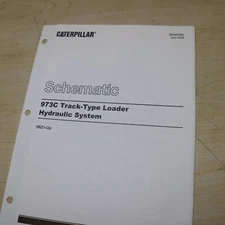 CATERPILLAR
Schematic
973C Track-Type Loader
Hydraulic System